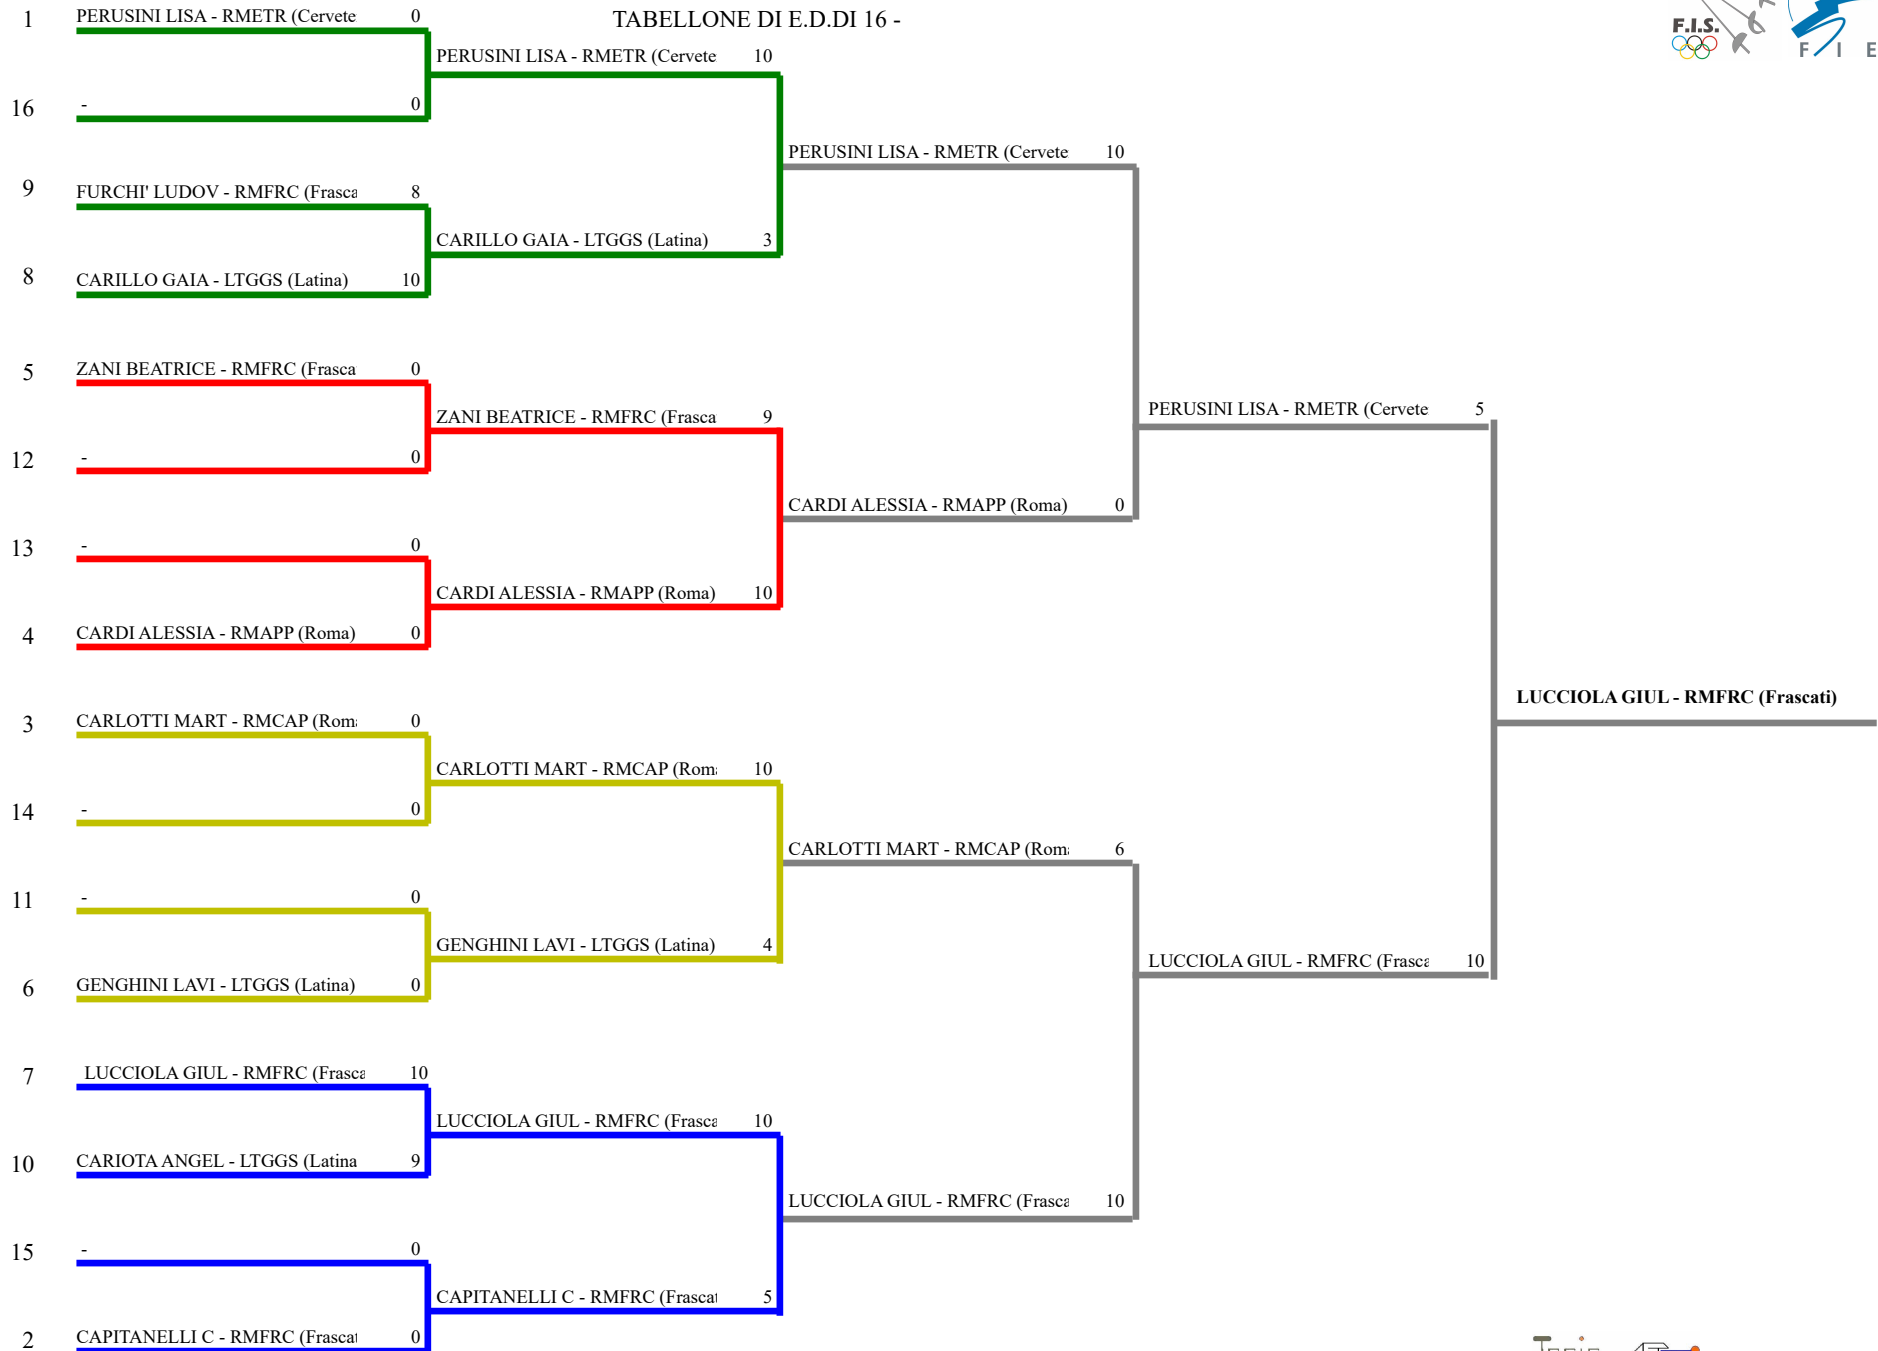 TABELLONE DI E.D.DI 16 -
F.I.S.
F I E
1 PERUSINI LISA - RMETR (Cervete 0
PERUSINI LISA - RMETR (Cervete 10
16 - 0
PERUSINI LISA - RMETR (Cervete 10
9 FURCHI' LUDOV - RMFRC (Frasca 8
CARILLO GAIA - LTGGS (Latina) 3
8 CARILLO GAIA - LTGGS (Latina) 10
5 ZANI BEATRICE - RMFRC (Frasca 0
PERUSINI LISA - RMETR (Cervete 5
ZANI BEATRICE - RMFRC (Frasca 9
12 - 0
CARDI ALESSIA - RMAPP (Roma) 0
13 - 0
CARDI ALESSIA - RMAPP (Roma) 10
4 CARDI ALESSIA - RMAPP (Roma) 0
LUCCIOLA GIUL - RMFRC (Frascati)
3 CARLOTTI MART - RMCAP (Roma 0
CARLOTTI MART - RMCAP (Roma 10
14 - 0
CARLOTTI MART - RMCAP (Roma 6
11 - 0
GENGHINI LAVI - LTGGS (Latina) 4
LUCCIOLA GIUL - RMFRC (Frasca 10
6 GENGHINI LAVI - LTGGS (Latina) 0
7 LUCCIOLA GIUL - RMFRC (Frasca 10
LUCCIOLA GIUL - RMFRC (Frasca 10
10 CARIOTA ANGEL - LTGGS (Latina 9
LUCCIOLA GIUL - RMFRC (Frasca 10
15 - 0
CAPITANELLI C - RMFRC (Frascat 5
2 CAPITANELLI C - RMFRC (Frascat 0